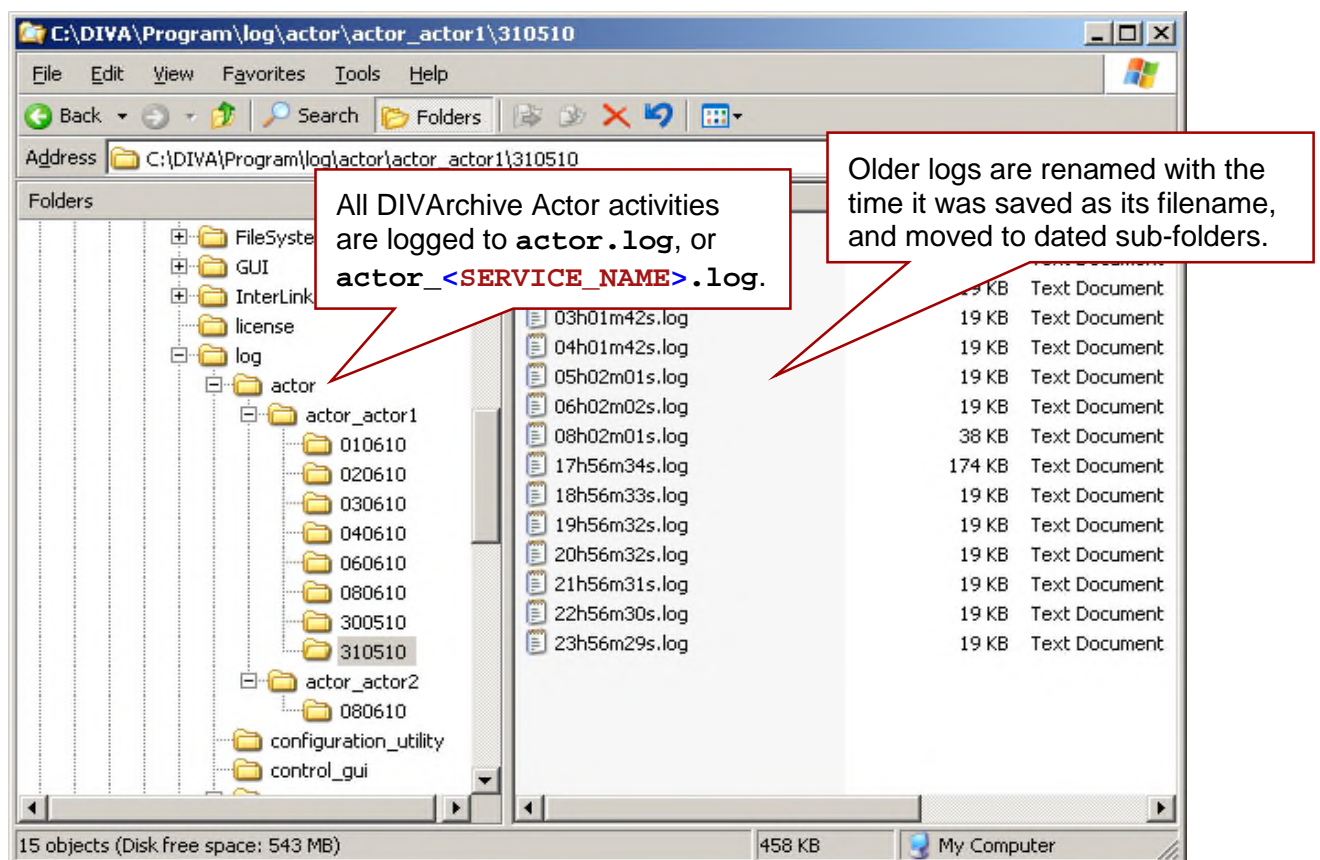 C:\DIVA\Program\log\actor\actor_actor1\310510
File Edit View Favorites Tools Help
Back Search Folders
Address C:\DIVA\Program\log\actor\actor_actor1\310510
Older logs are renamed with the
time it was saved as its filename,
and moved to dated sub-folders.
Folders
All DIVArchive Actor activities
are logged to actor.log, or
actor_<SERVICE_NAME>.log.
FileSyste
GUI
InterLink
license
log
actor
actor_actor1
010610
020610
030610
040610
060610
080610
300510
310510
actor_actor2
080610
configuration_utility
control_gui
KB Text Document
03h01m42s.log 19 KB Text Document
04h01m42s.log 19 KB Text Document
05h02m01s.log 19 KB Text Document
06h02m02s.log 19 KB Text Document
08h02m01s.log 38 KB Text Document
17h56m34s.log 174 KB Text Document
18h56m33s.log 19 KB Text Document
19h56m32s.log 19 KB Text Document
20h56m32s.log 19 KB Text Document
21h56m31s.log 19 KB Text Document
22h56m30s.log 19 KB Text Document
23h56m29s.log 19 KB Text Document
15 objects (Disk free space: 543 MB) 458 KB My Computer